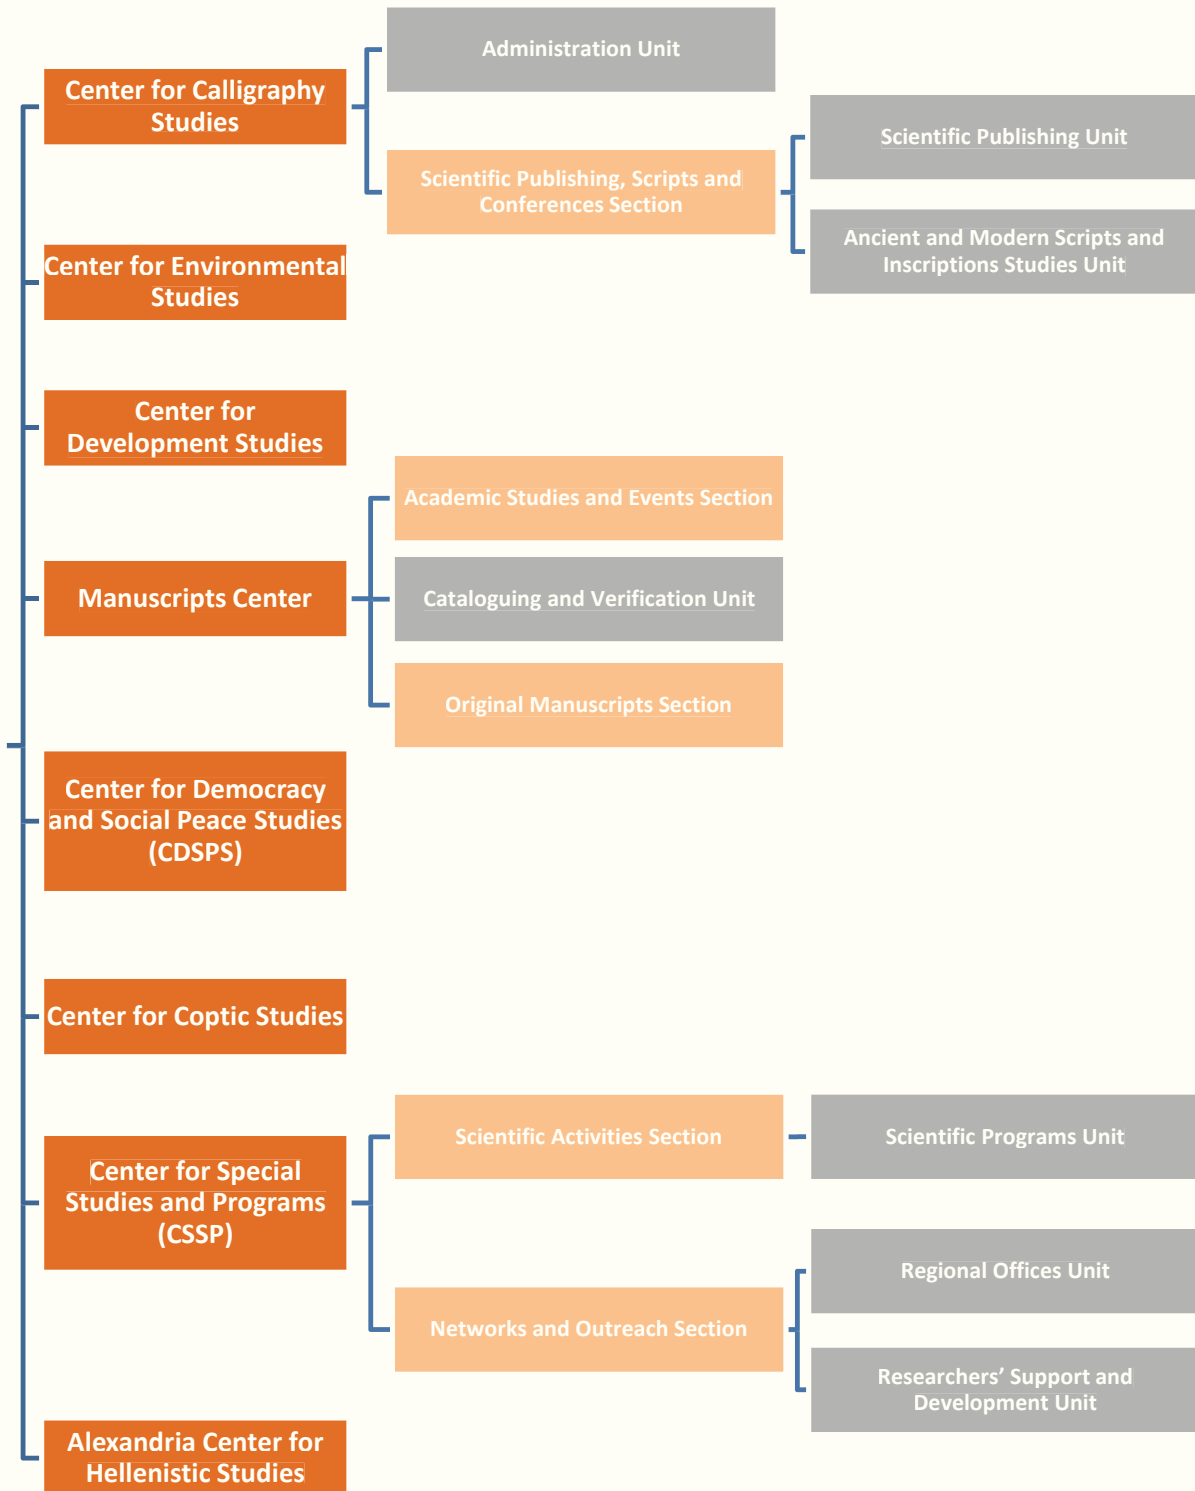 Administration Unit
Center for Calligraphy
Studies
Scientific Publishing Unit
Scientific Publishing, Scripts and
Conferences Section
Ancient and Modern Scripts and
Inscriptions Studies Unit
Center for Environmental
Studies
Center for
Development Studies
Academic Studies and Events Section
Manuscripts Center
Cataloguing and Verification Unit
Original Manuscripts Section
Center for Democracy
and Social Peace Studies
(CDSPS)
Center for Coptic Studies
Scientific Activities Section
Scientific Programs Unit
Center for Special
Studies and Programs
(CSSP)
Regional Offices Unit
Networks and Outreach Section
Researchers’ Support and
Development Unit
Alexandria Center for
Hellenistic Studies